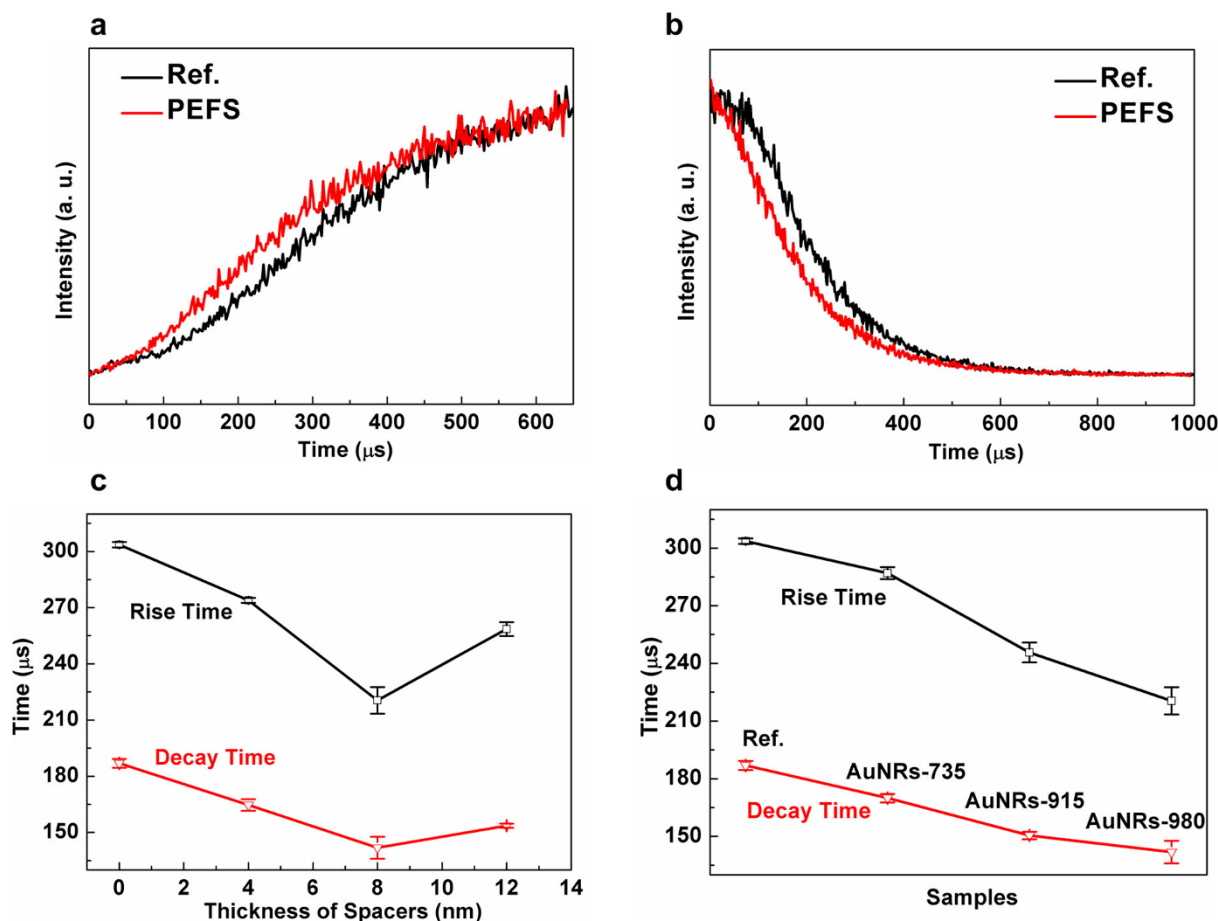 a
Ref.
PEFS
Intensity (a. u.)
0 100 200 300 400 500 600
Time (μs)
b
Ref.
PEFS
Intensity (a. u.)
0 200 400 600 800 1000
Time (μs)
c
300
270
240
210
180
150
Time (μs)
Rise Time
Decay Time
0 2 4 6 8 10 12 14
Thickness of Spacers (nm)
d
300
270
240
210
180
150
Time (μs)
Rise Time
Ref.
AuNRs-735
AuNRs-915
AuNRs-980
Decay Time
Samples